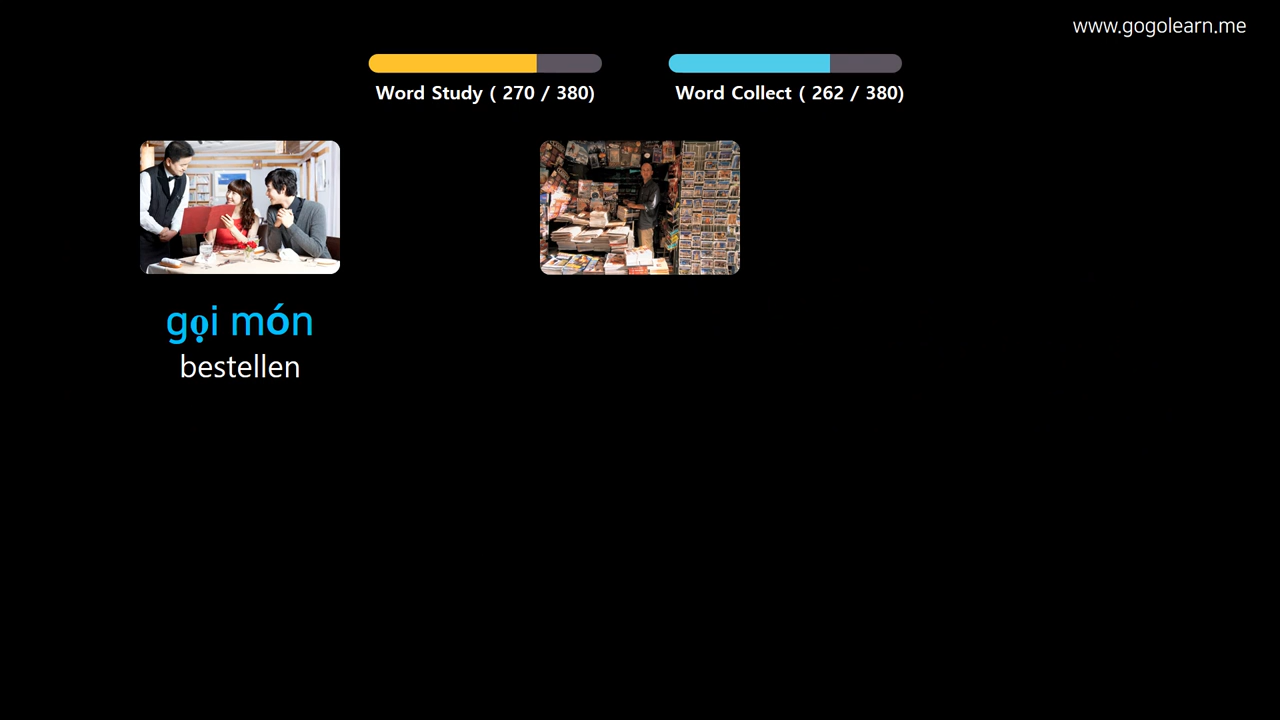 www.gogolearn.me
Word Study ( 270 / 380)
Word Collect ( 262 / 380)
gọi món
bestellen